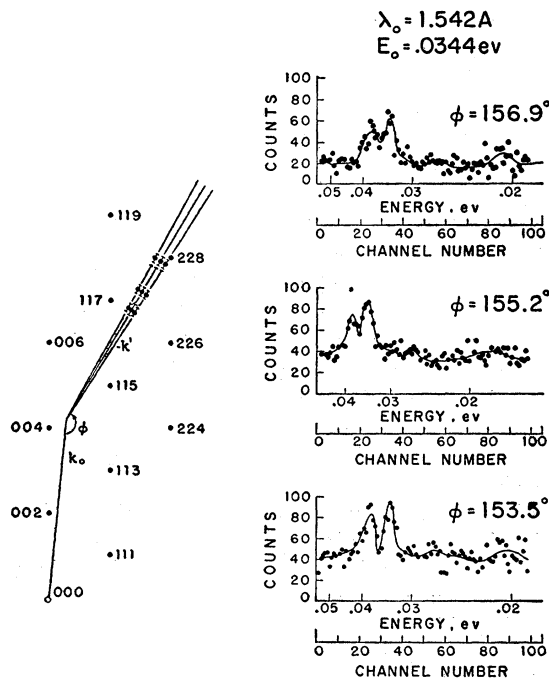 λ₀ = 1.542A
E₀ = .0344ev
119
228
117
006
-k'
226
115
004
φ
224
k₀
113
002
111
000
100
80
60
40
20
0
COUNTS
φ = 156.9°
.05 .04 .03 .02
ENERGY, ev
0 20 40 60 80 100
CHANNEL NUMBER
100
80
60
40
20
0
COUNTS
φ = 155.2°
.04 .03 .02
ENERGY, ev
0 20 40 60 80 100
CHANNEL NUMBER
100
80
60
40
20
0
COUNTS
φ = 153.5°
.05 .04 .03 .02
ENERGY, ev
0 20 40 60 80 100
CHANNEL NUMBER